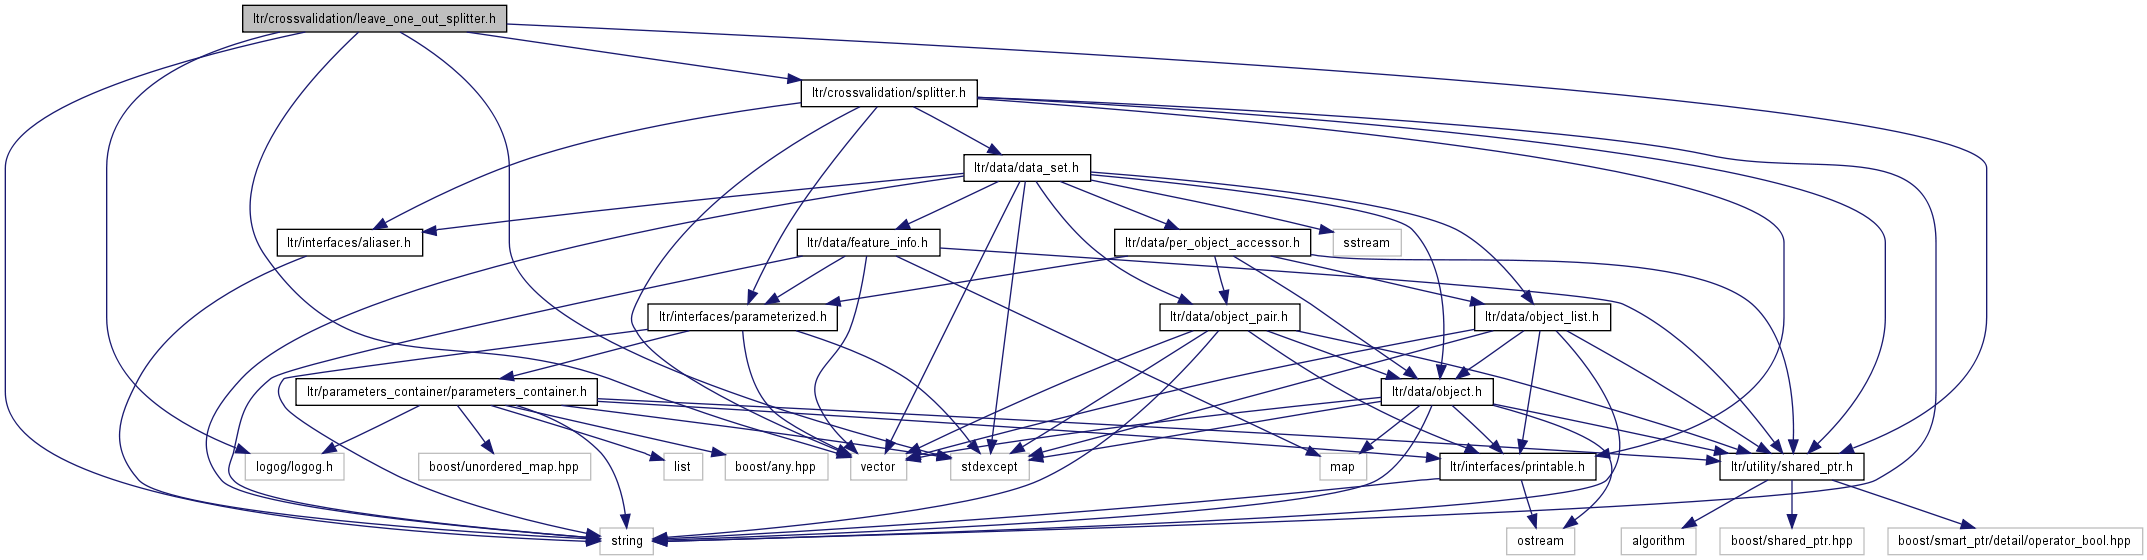 ltr/crossvalidation/leave_one_out_splitter.h
ltr/crossvalidation/splitter.h
ltr/data/data_set.h
ltr/interfaces/aliaser.h
ltr/data/feature_info.h
ltr/data/per_object_accessor.h
sstream
ltr/interfaces/parameterized.h
ltr/data/object_pair.h
ltr/data/object_list.h
ltr/parameters_container/parameters_container.h
ltr/data/object.h
logog/logog.h
boost/unordered_map.hpp
list
boost/any.hpp
vector
stdexcept
map
ltr/interfaces/printable.h
ltr/utility/shared_ptr.h
string
ostream
algorithm
boost/shared_ptr.hpp
boost/smart_ptr/detail/operator_bool.hpp